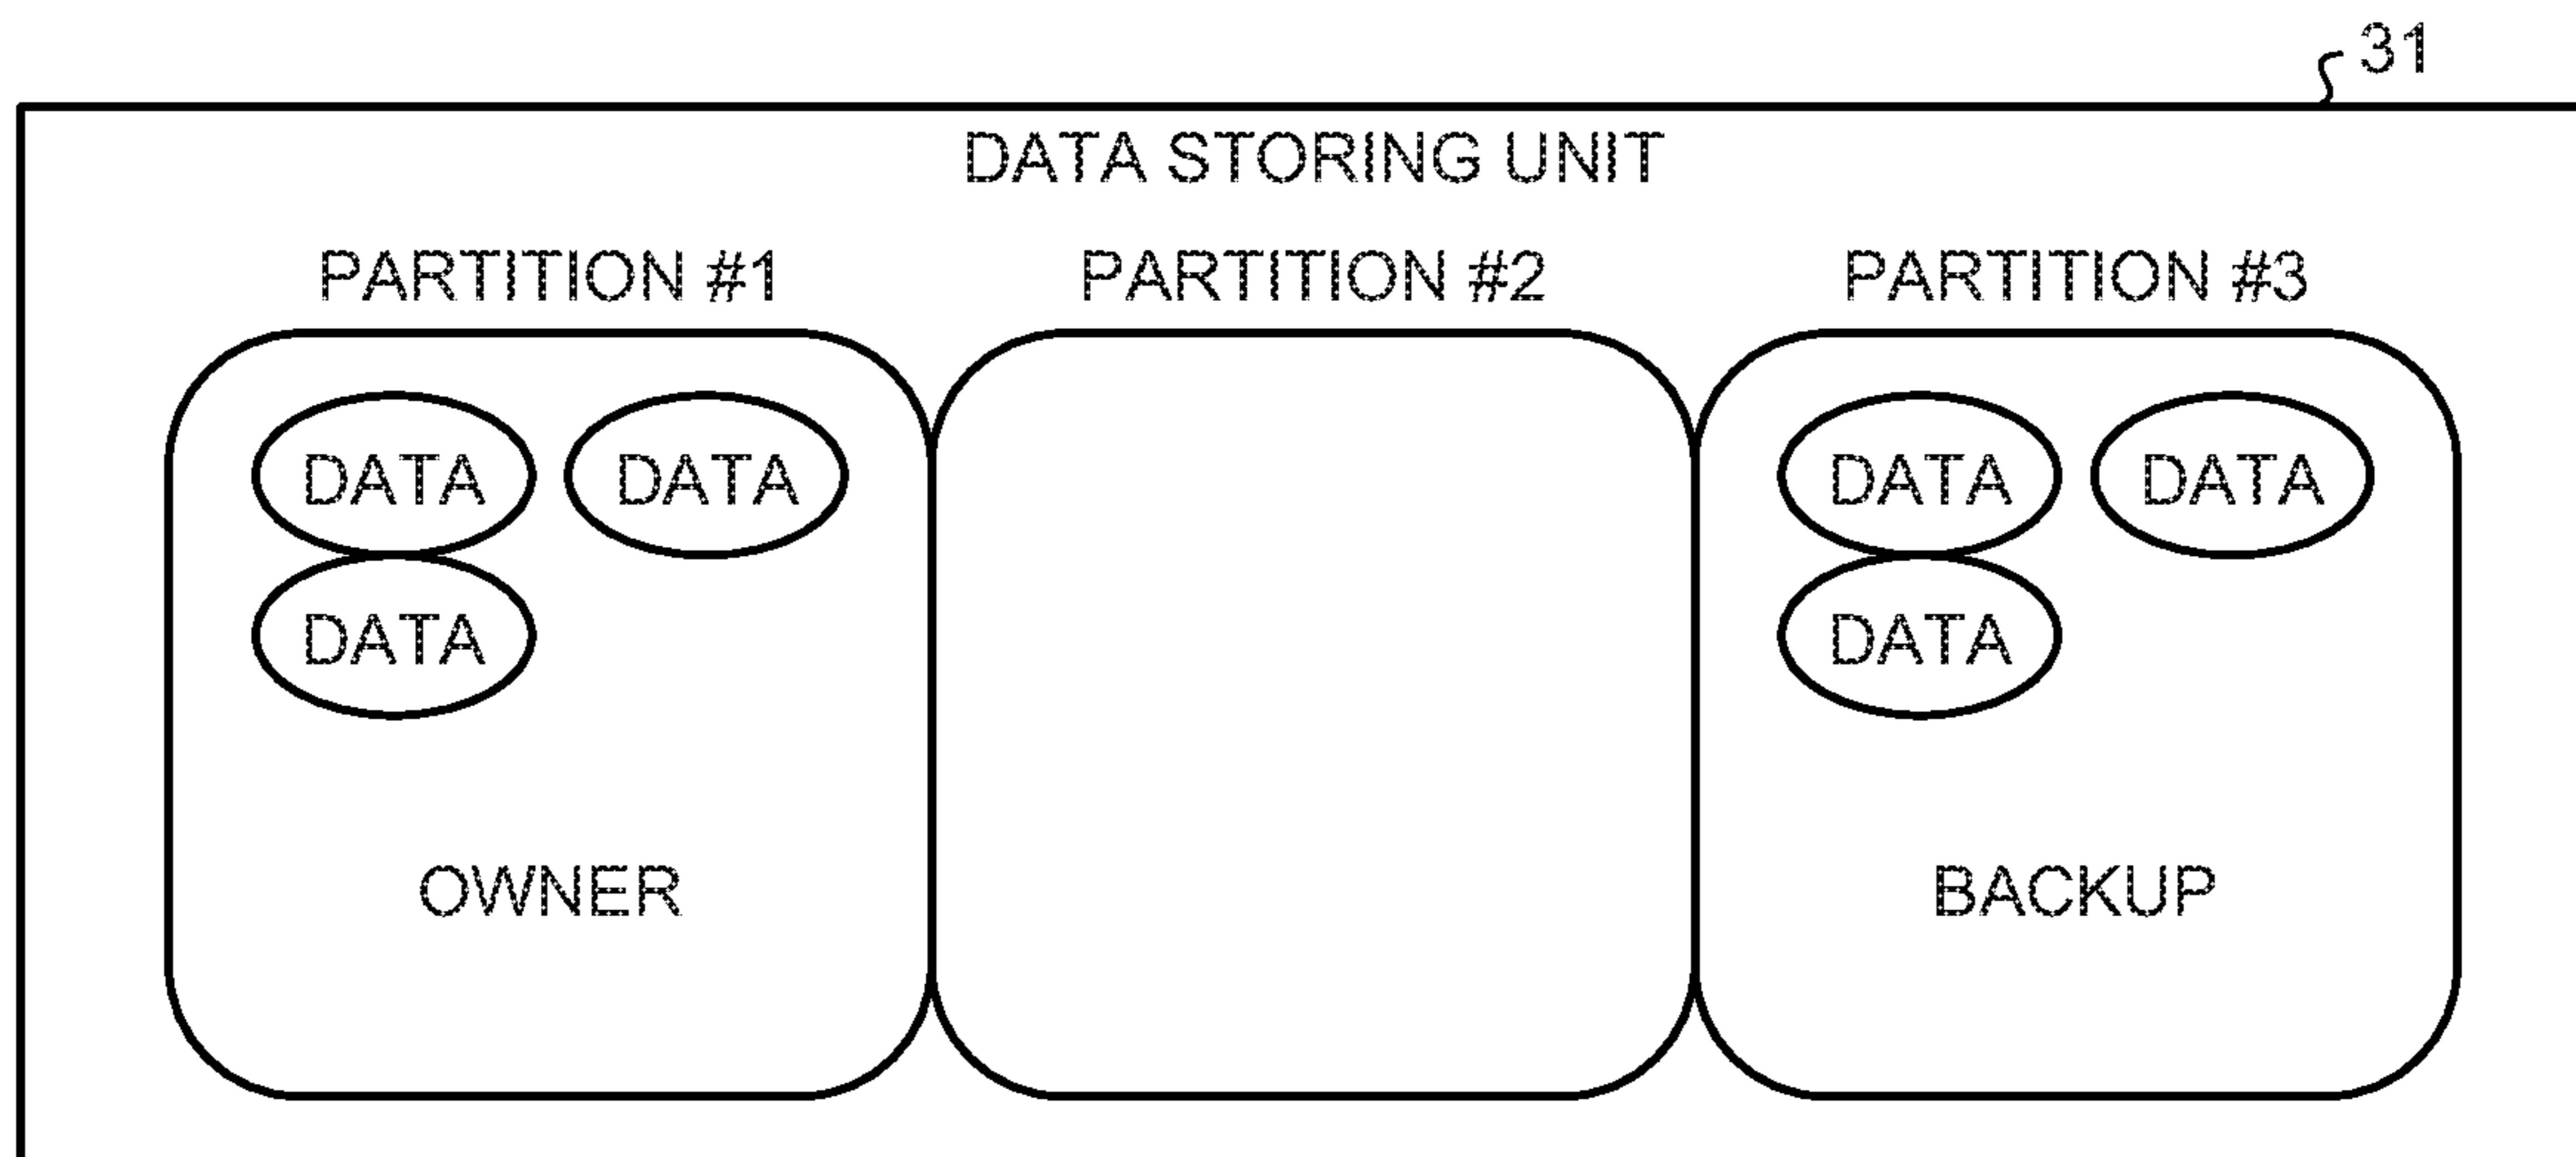 31
DATA STORING UNIT
PARTITION #1 PARTITION #2 PARTITION #3
DATA DATA DATA DATA
DATA DATA
OWNER BACKUP